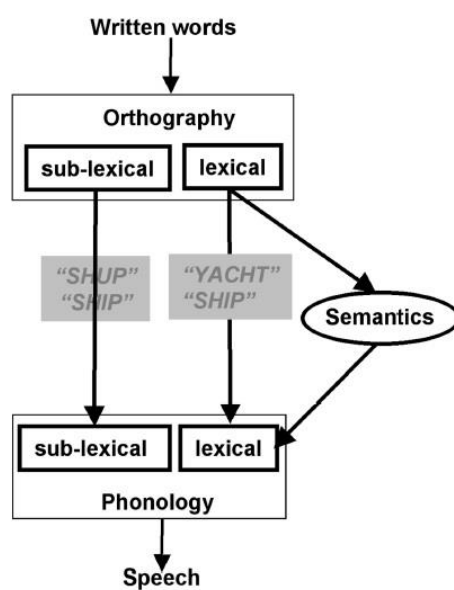 Written words
Orthography
sub-lexical lexical
“SHUP” “YACHT”
“SHIP” “SHIP”
Semantics
sub-lexical lexical
Phonology
Speech